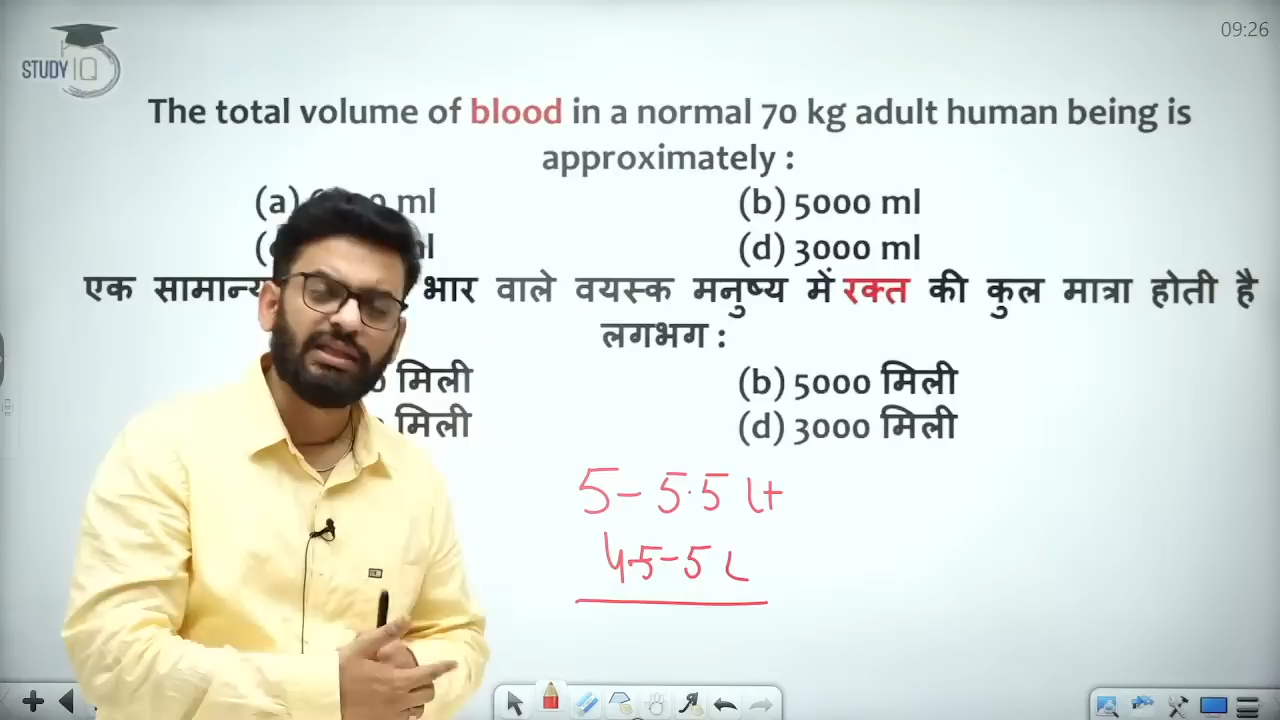 STUDY IQ
09:26
The total volume of blood in a normal 70 kg adult human being is
approximately :
(a) ml
(b) 5000 ml
ml
(d) 3000 ml
एक सामान्य भार वाले वयस्क मनुष्य में रक्त की कुल मात्रा होती है
लगभग :
मिली
(b) 5000 मिली
मिली
(d) 3000 मिली
5 - 5.5 Lt
4.5 - 5 L